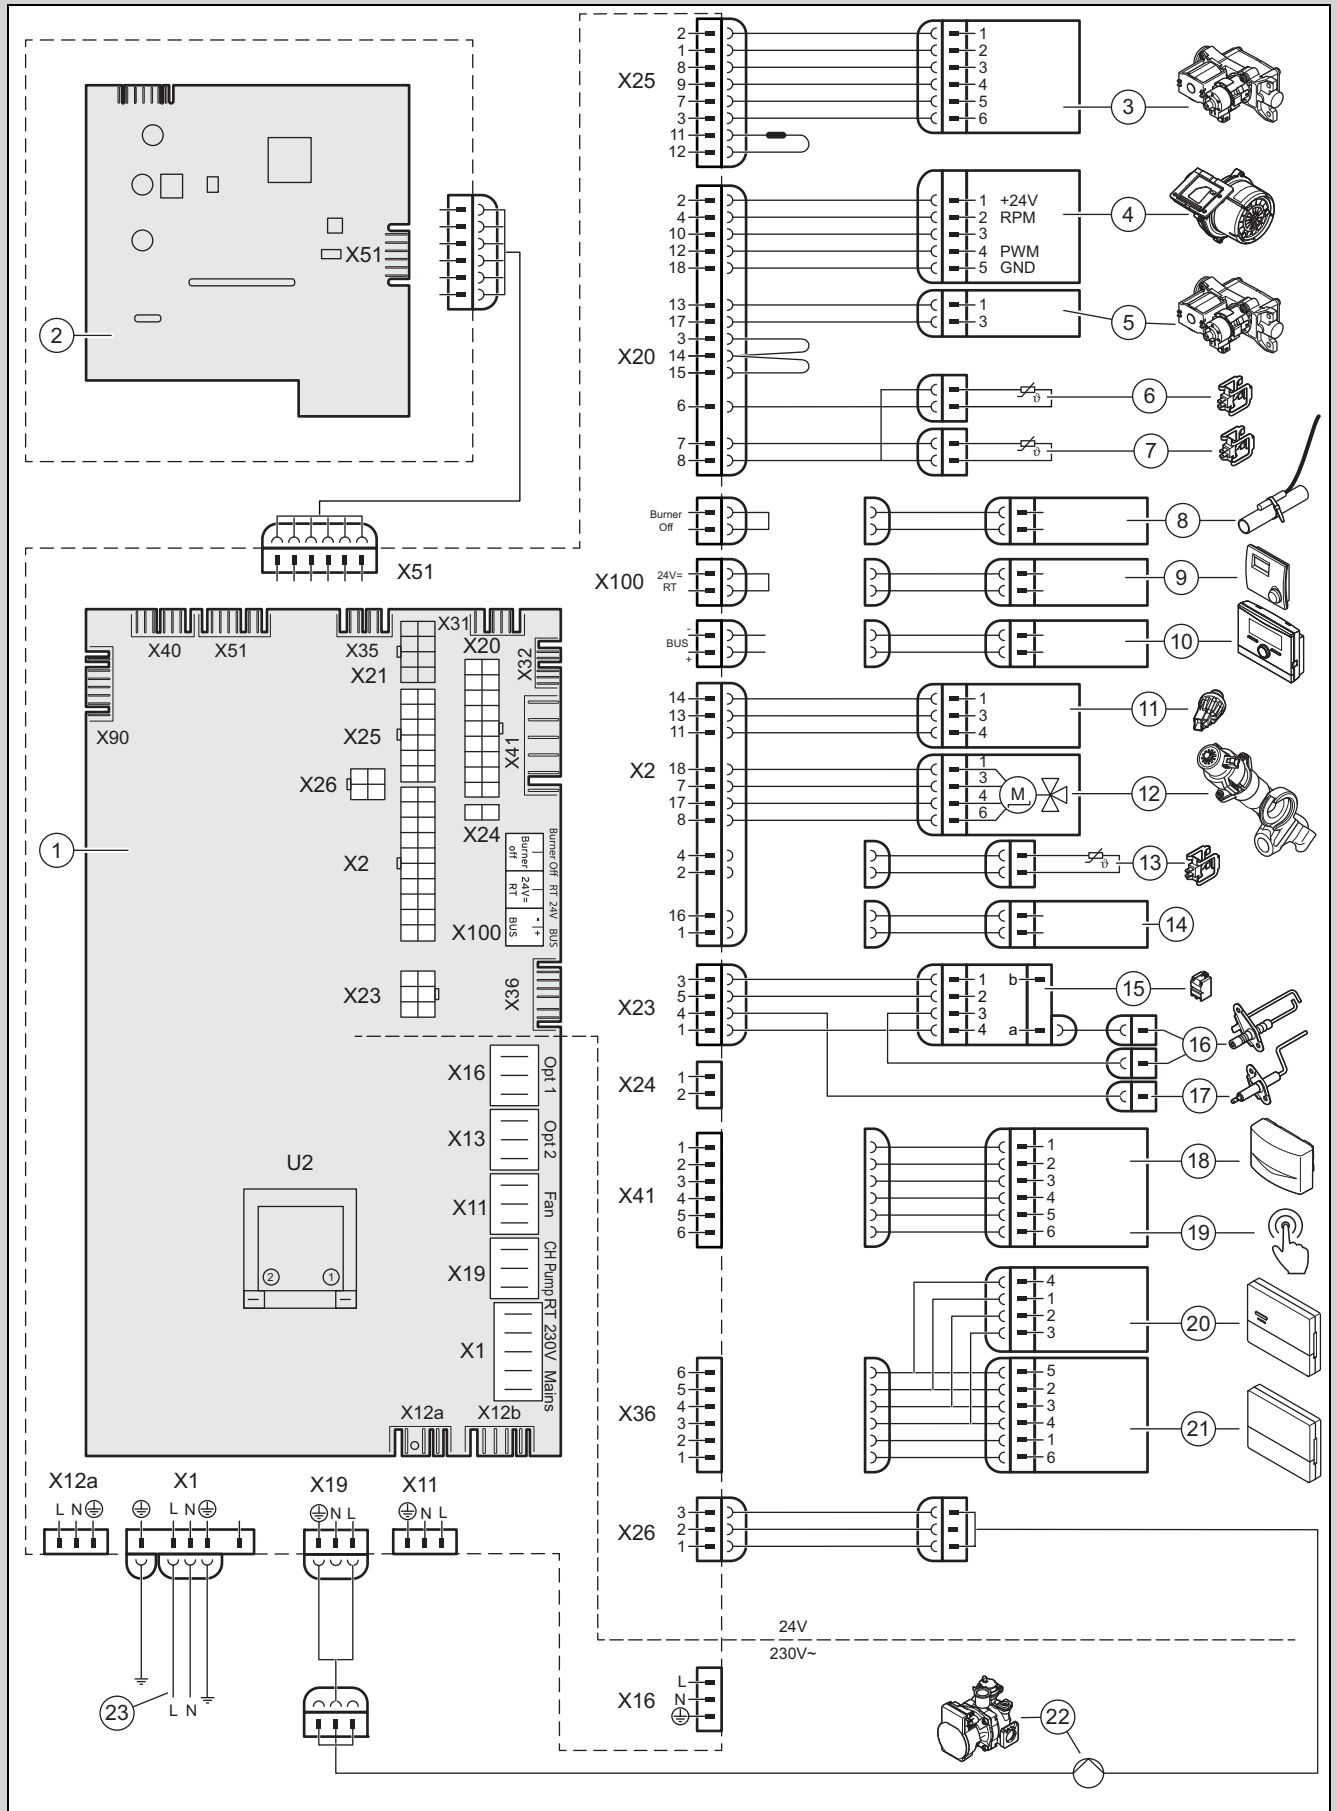 X25
2
1
8
9
7
3
11
12
1
2
3
4
5
6
3
2
4
10
12
18
1 +24V
2 RPM
3
4 PWM
5 GND
4
X51
2
X20
13
17
3
14
15
6
7
8
1
3
5
ϑ
6
ϑ
7
Burner
Off
8
X100
24V=
RT
9
BUS
-
+
10
X51
X40
X51
X35
X31
X20
X32
X21
X90
X25
X41
X26
X24
X2
Burner Off RT 24V BUS
Burner
off
24V=
RT
BUS
-
+
X100
X23
X36
1
X16
Opt 1
X13
Opt 2
X11
Fan
X19
CH Pump
X1
RT 230V Mains
U2
2
1
X12a
X12b
X2
14
13
11
18
7
17
8
4
2
16
1
1
3
4
11
1
3
4
6
M
12
ϑ
13
14
X23
3
5
4
1
1
2
3
4
b
a
15
16
X24
1
2
17
X41
1
2
3
4
5
6
1
2
3
4
5
6
18
19
4
1
2
3
20
X36
6
5
4
3
2
1
5
2
3
4
1
6
21
X26
3
2
1
X12a
L N
X1
L N
X19
N L
X11
N L
23
L N
24V
230V~
X16
L
N
22